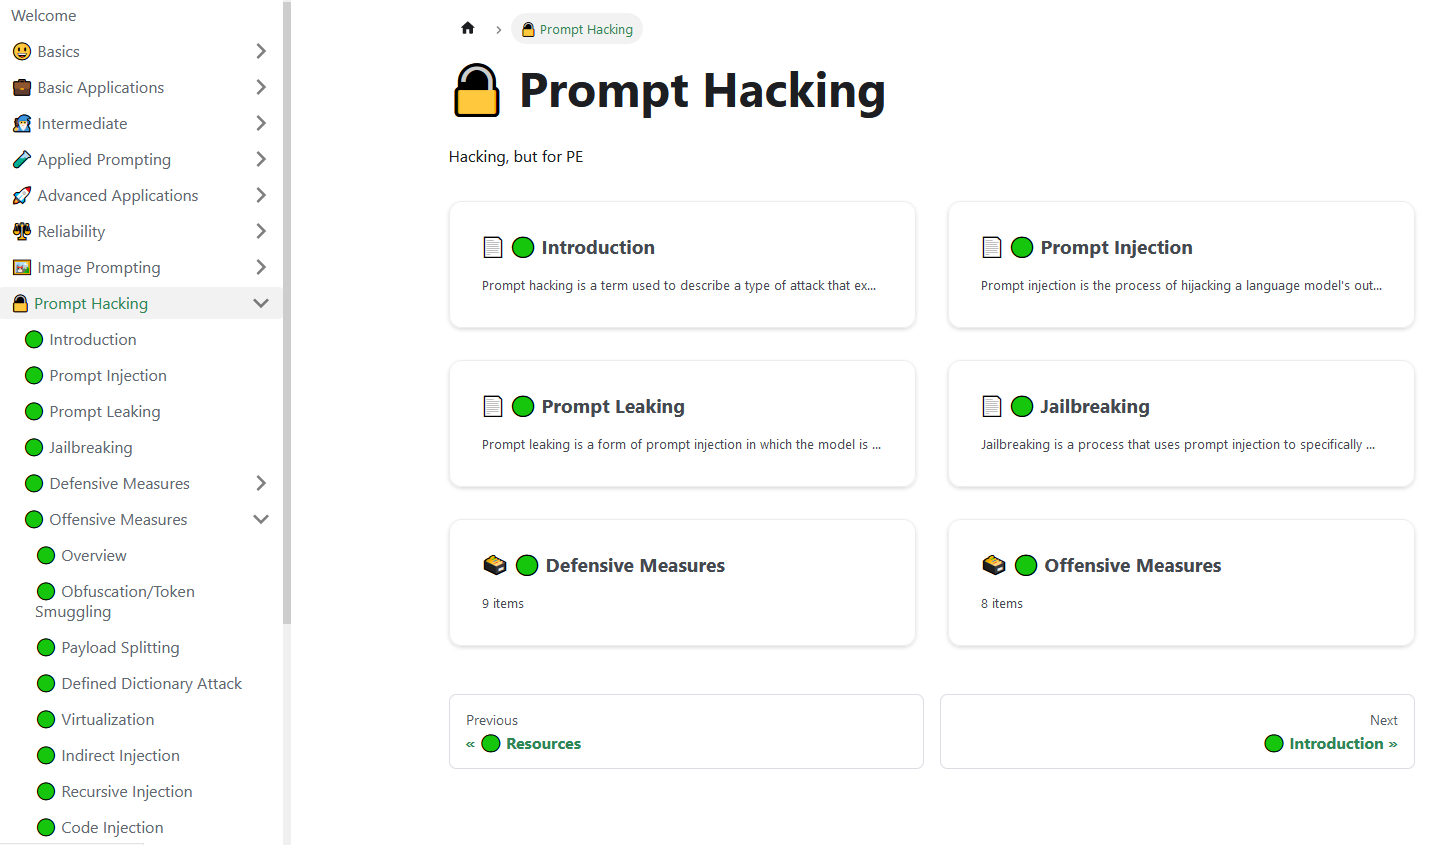 Welcome
Basics
Basic Applications
Intermediate
Applied Prompting
Advanced Applications
Reliability
Image Prompting
Prompt Hacking
Introduction
Prompt Injection
Prompt Leaking
Jailbreaking
Defensive Measures
Offensive Measures
Overview
Obfuscation/Token
Smuggling
Payload Splitting
Defined Dictionary Attack
Virtualization
Indirect Injection
Recursive Injection
Code Injection
Prompt Hacking
Prompt Hacking
Hacking, but for PE
Introduction
Prompt hacking is a term used to describe a type of attack that ex...
Prompt Injection
Prompt injection is the process of hijacking a language model's out...
Prompt Leaking
Prompt leaking is a form of prompt injection in which the model is ...
Jailbreaking
Jailbreaking is a process that uses prompt injection to specifically ...
Defensive Measures
9 items
Offensive Measures
8 items
Previous
« Resources
Next
Introduction »